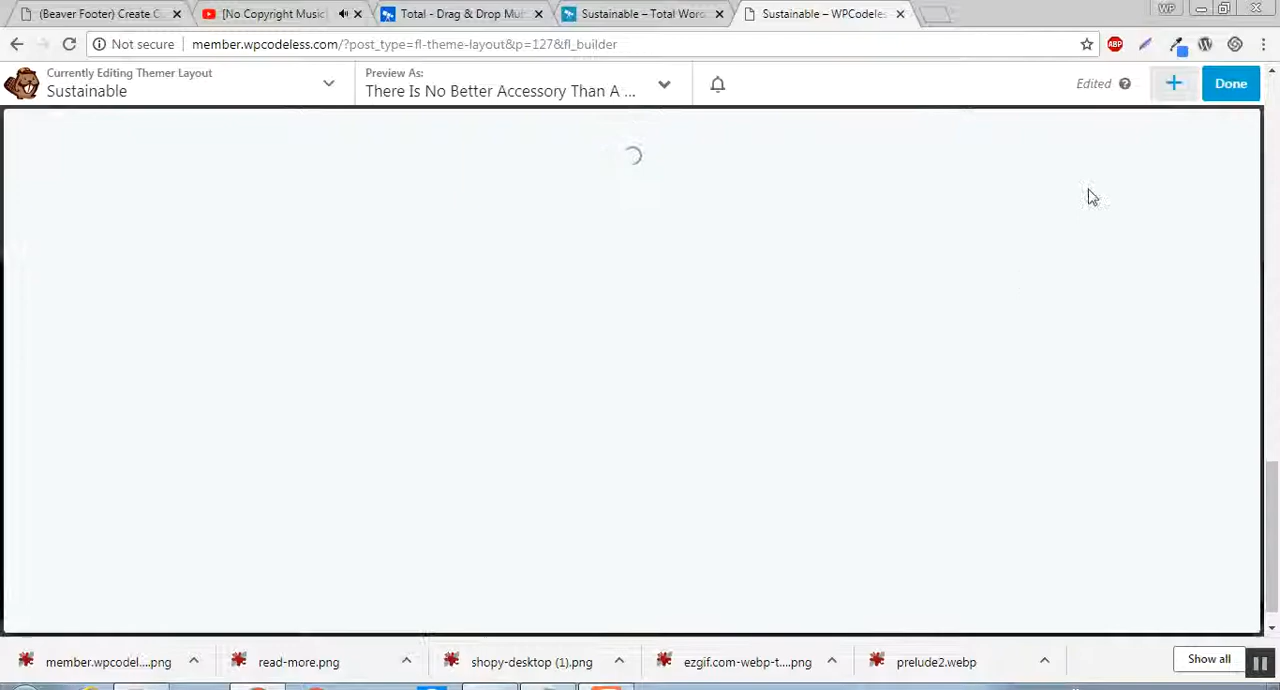 (Beaver Footer) Create C
[No Copyright Music]
Total - Drag & Drop Mu
Sustainable – Total Wor
Sustainable – WPCodeles
WP
Not secure
member.wpcodeless.com/?post_type=fl-theme-layout&p=127&fl_builder
ABP
Currently Editing Themer Layout
Sustainable
Preview As:
There Is No Better Accessory Than A ...
Edited
?
+
Done
member.wpcodel....png
read-more.png
shopy-desktop (1).png
ezgif.com-webp-t....png
prelude2.webp
Show all